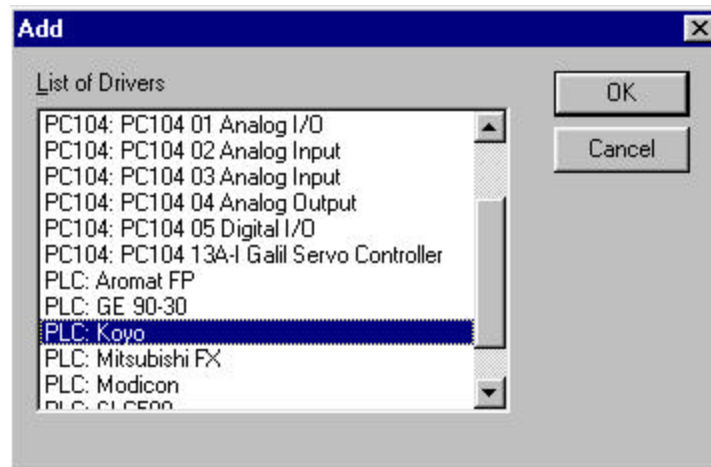 Add
List of Drivers
OK
PC104: PC104 01 Analog I/O
PC104: PC104 02 Analog Input
Cancel
PC104: PC104 03 Analog Input
PC104: PC104 04 Analog Output
PC104: PC104 05 Digital I/O
PC104: PC104 13A-I Galil Servo Controller
PLC: Aromat FP
PLC: GE 90-30
PLC: Koyo
PLC: Mitsubishi FX
PLC: Modicon
PLC: